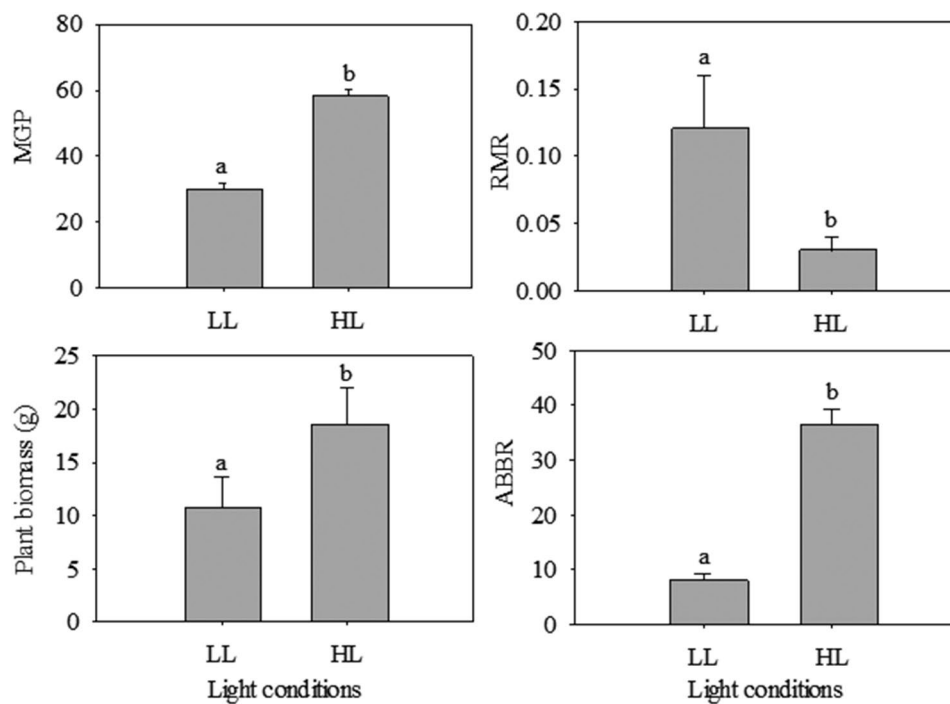 80
60
40
20
0
MGP
a
b
LL HL
0.20
0.15
0.10
0.05
0.00
RMR
a
b
LL HL
25
20
15
10
5
0
Plant biomass (g)
a
b
LL HL
Light conditions
50
40
30
20
10
0
ABBR
a
b
LL HL
Light conditions